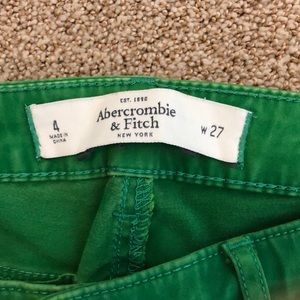 EST. 1892
Abercrombie
& Fitch
NEW YORK
4
MADE IN
CHINA
W 27